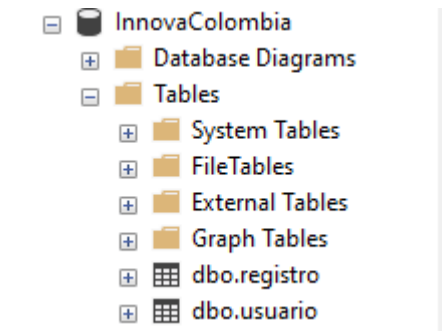 InnovaColombia
Database Diagrams
Tables
System Tables
FileTables
External Tables
Graph Tables
dbo.registro
dbo.usuario